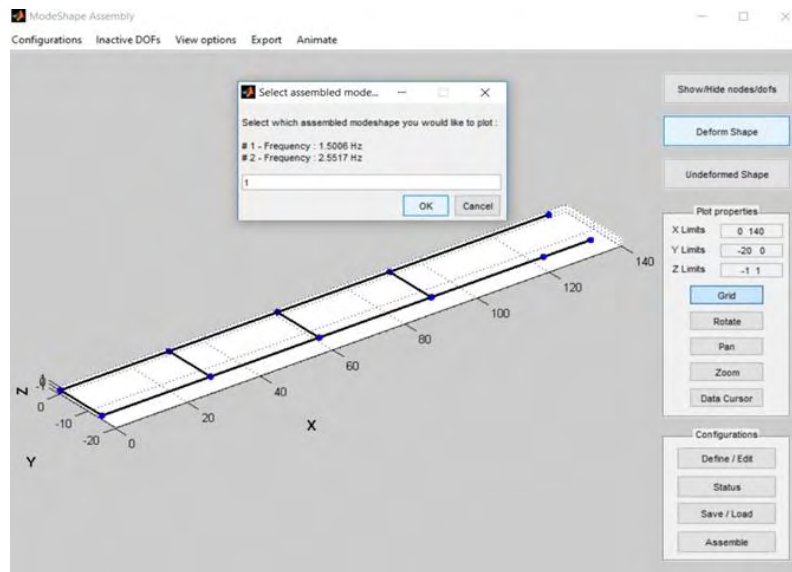 ModeShape Assembly
Configurations Inactive DOFs View options Export Animate
Select assembled mode...
Select which assembled modeshape you would like to plot :
# 1 - Frequency : 1.5006 Hz
# 2 - Frequency : 2.5517 Hz
1
OK Cancel
Show/Hide nodes/dofs
Deform Shape
Undeformed Shape
Plot properties
X Limits 0 140
Y Limits -20 0
Z Limits -1 1
Grid
Rotate
Pan
Zoom
Data Cursor
Configurations
Define / Edit
Status
Save / Load
Assemble
140
120
100
80
60
40
20
0
Z
0
-10
-20
X
Y